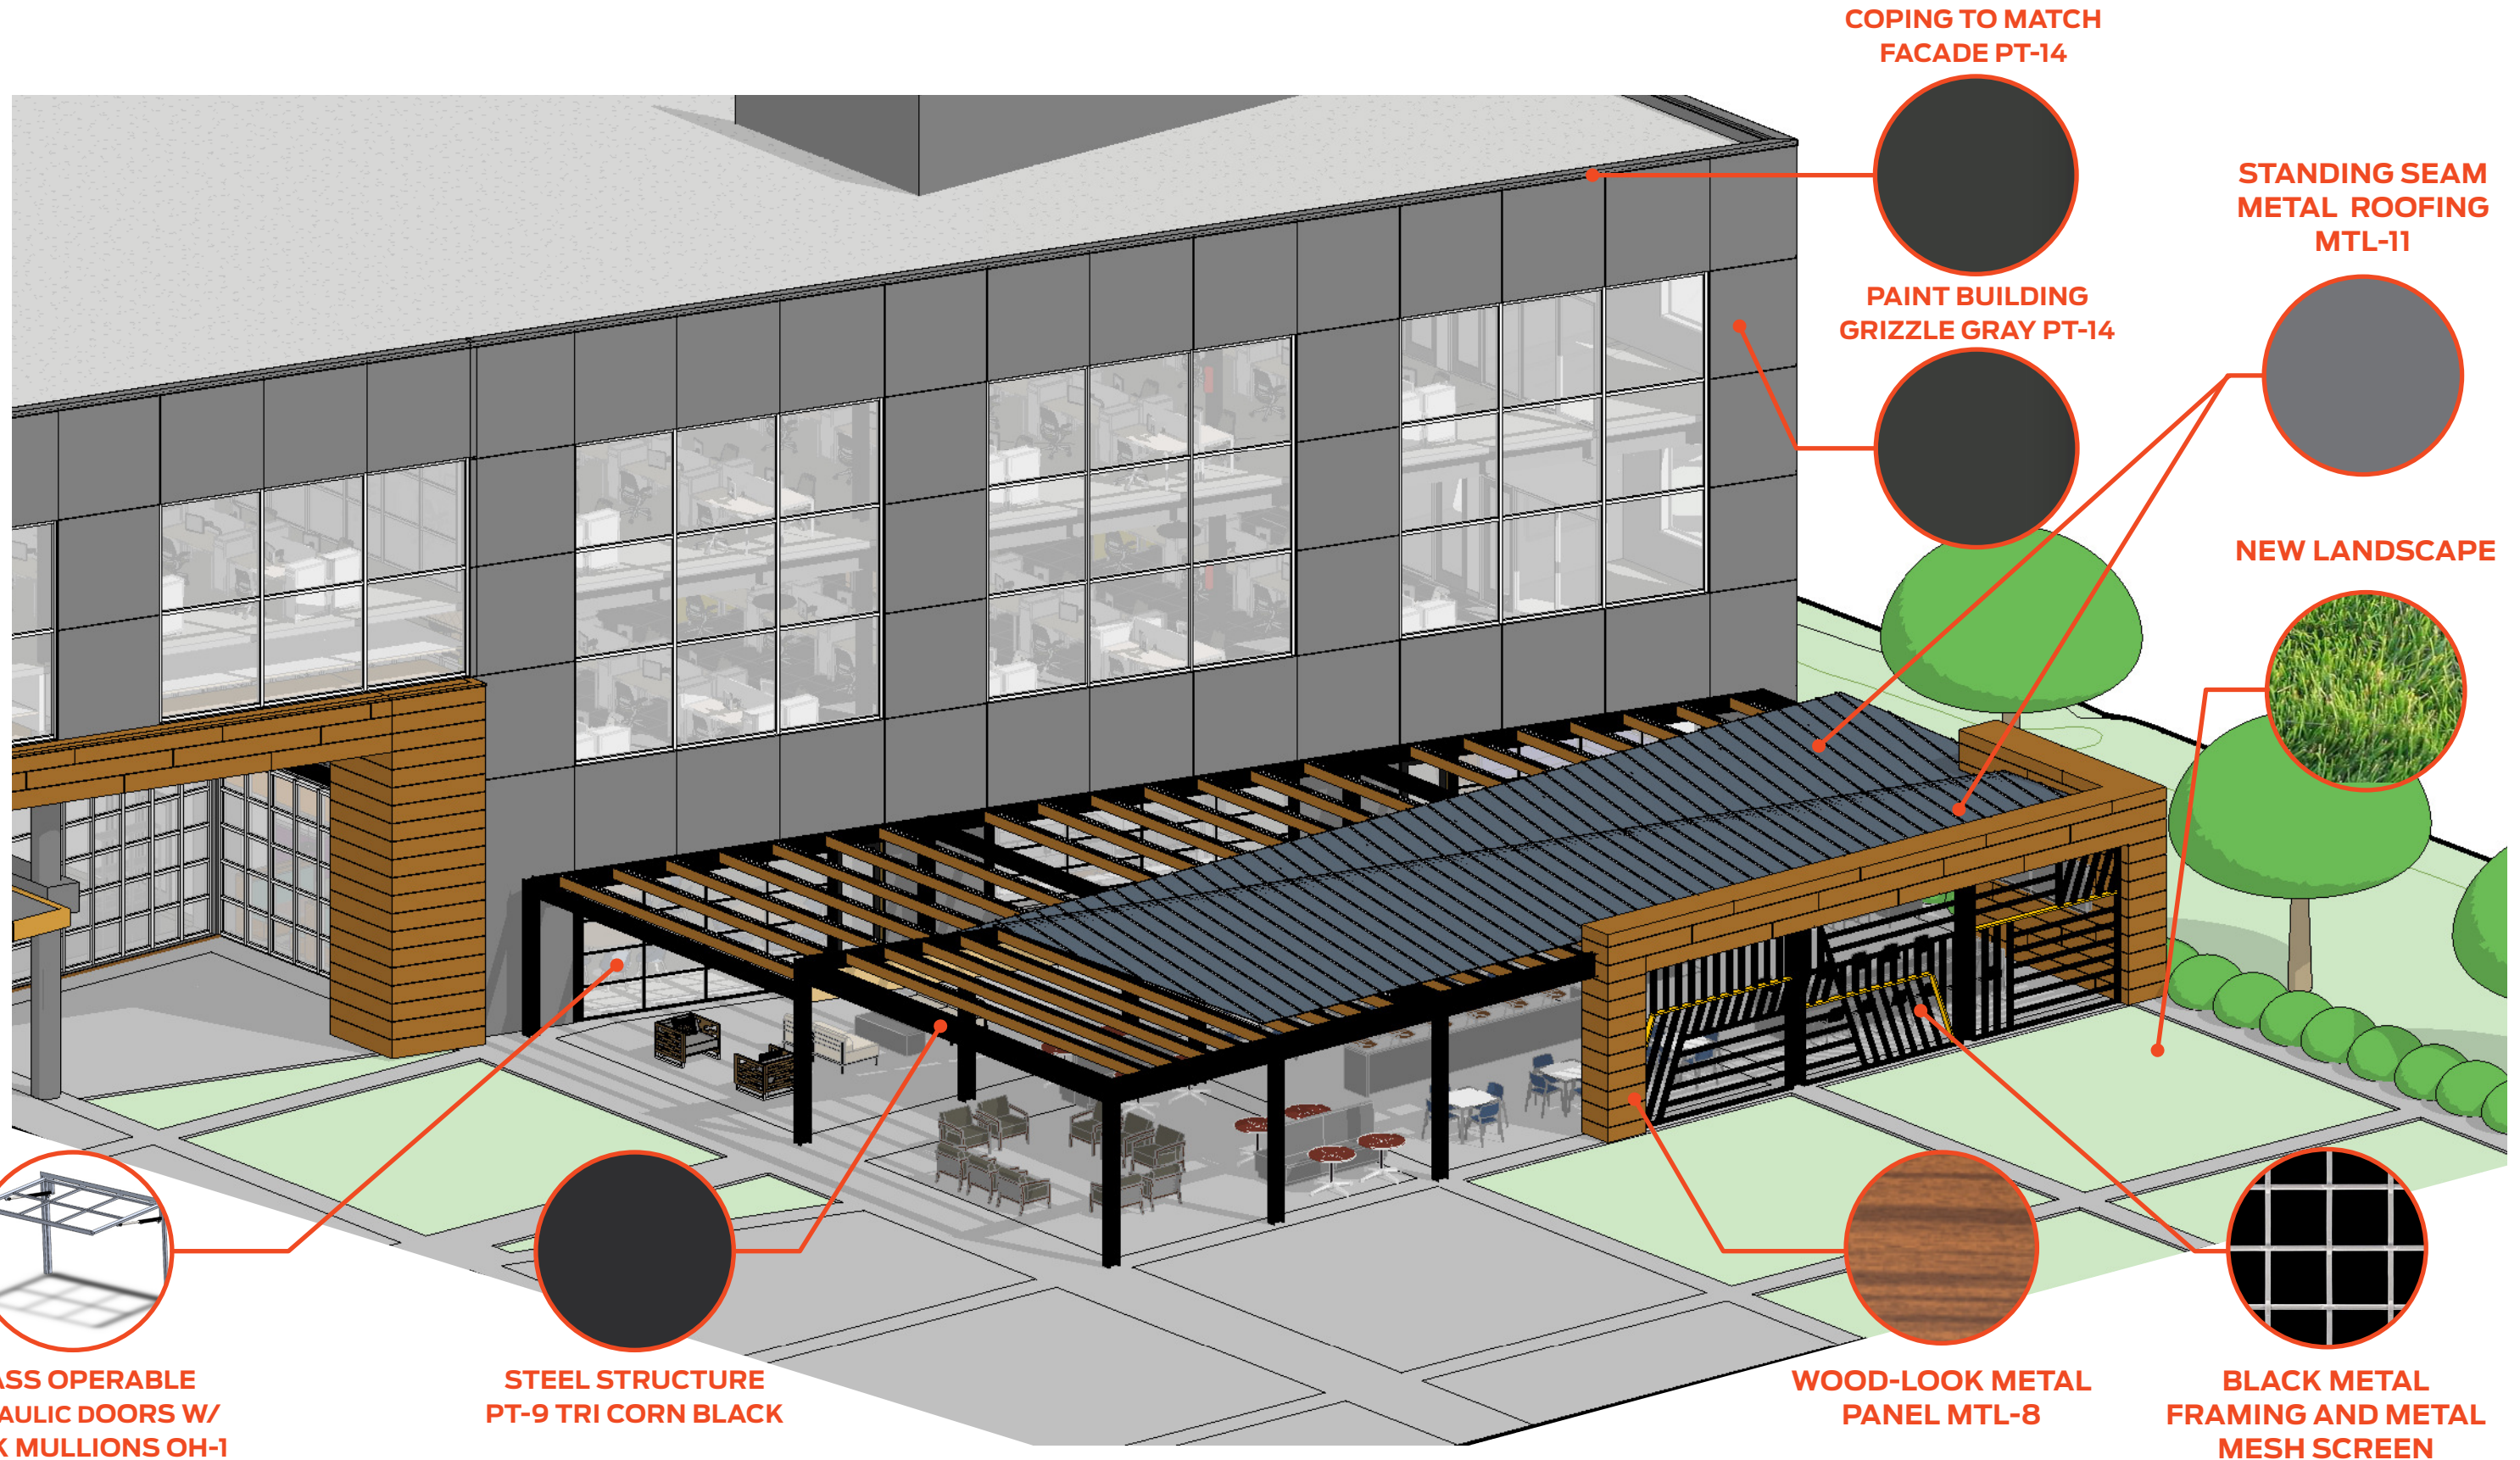 COPING TO MATCH
FACADE PT-14
STANDING SEAM
METAL ROOFING
MTL-11
PAINT BUILDING
GRIZZLE GRAY PT-14
NEW LANDSCAPE
ASS OPERABLE
AULIC DOORS W/
K MULLIONS OH-1
STEEL STRUCTURE
PT-9 TRI CORN BLACK
WOOD-LOOK METAL
PANEL MTL-8
BLACK METAL
FRAMING AND METAL
MESH SCREEN